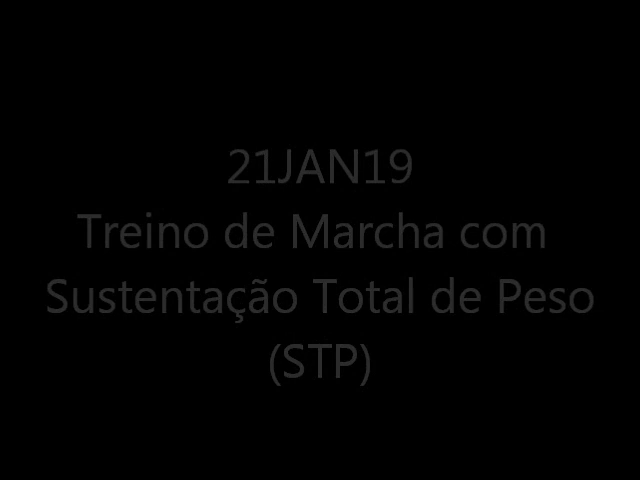 21JAN19
Treino de Marcha com
Sustentação Total de Peso
(STP)